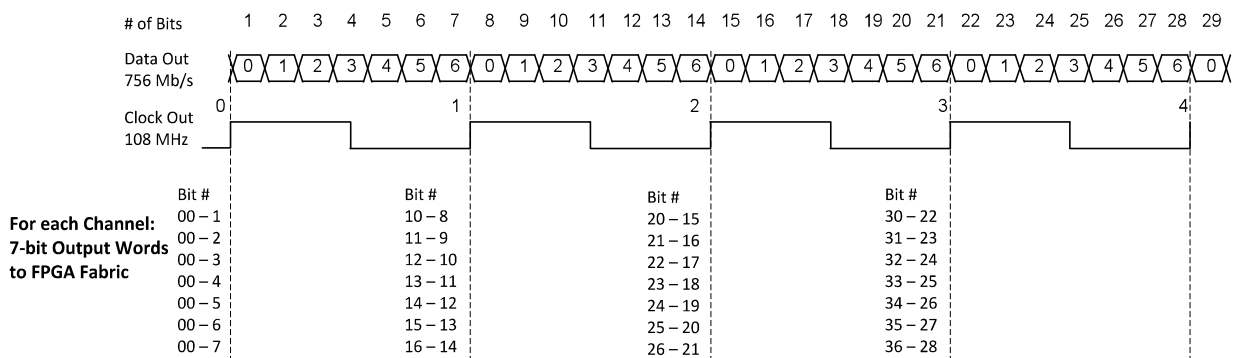 # of Bits 1 2 3 4 5 6 7 8 9 10 11 12 13 14 15 16 17 18 19 20 21 22 23 24 25 26 27 28 29
Data Out 0 1 2 3 4 5 6 0 1 2 3 4 5 6 0 1 2 3 4 5 6 0 1 2 3 4 5 6 0
756 Mb/s
0 1 2 3 4
Clock Out
108 MHz
For each Channel:
7-bit Output Words
to FPGA Fabric
Bit #
00 – 1
00 – 2
00 – 3
00 – 4
00 – 5
00 – 6
00 – 7
Bit #
10 – 8
11 – 9
12 – 10
13 – 11
14 – 12
15 – 13
16 – 14
Bit #
20 – 15
21 – 16
22 – 17
23 – 18
24 – 19
25 – 20
26 – 21
Bit #
30 – 22
31 – 23
32 – 24
33 – 25
34 – 26
35 – 27
36 – 28